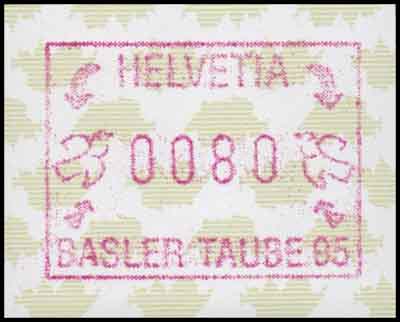 HELVETIA
0080
BASLER TAUBE 95